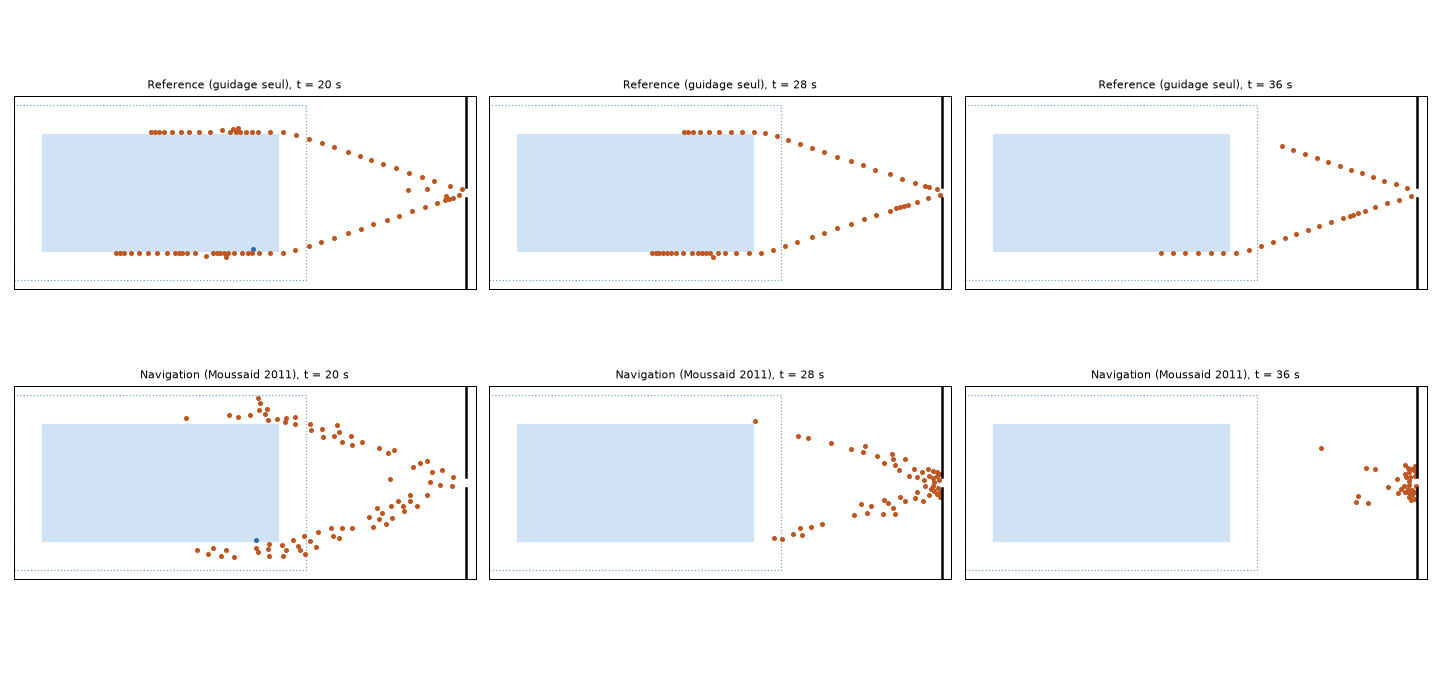 Reference (guidage seul), t = 20 s
Reference (guidage seul), t = 28 s
Reference (guidage seul), t = 36 s
Navigation (Moussaid 2011), t = 20 s
Navigation (Moussaid 2011), t = 28 s
Navigation (Moussaid 2011), t = 36 s